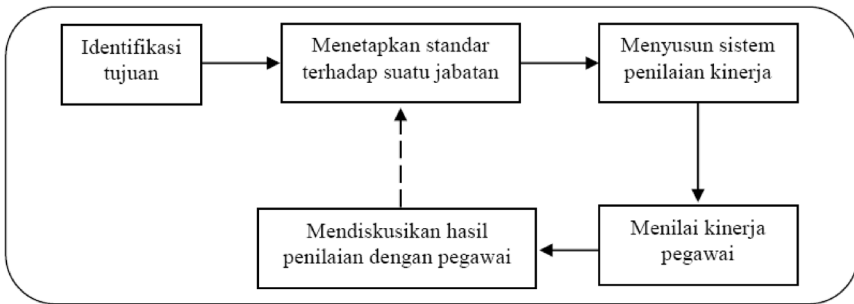 Identifikasi
tujuan
Menetapkan standar
terhadap suatu jabatan
Menyusun sistem
penilaian kinerja
Menilai kinerja
pegawai
Mendiskusikan hasil
penilaian dengan pegawai